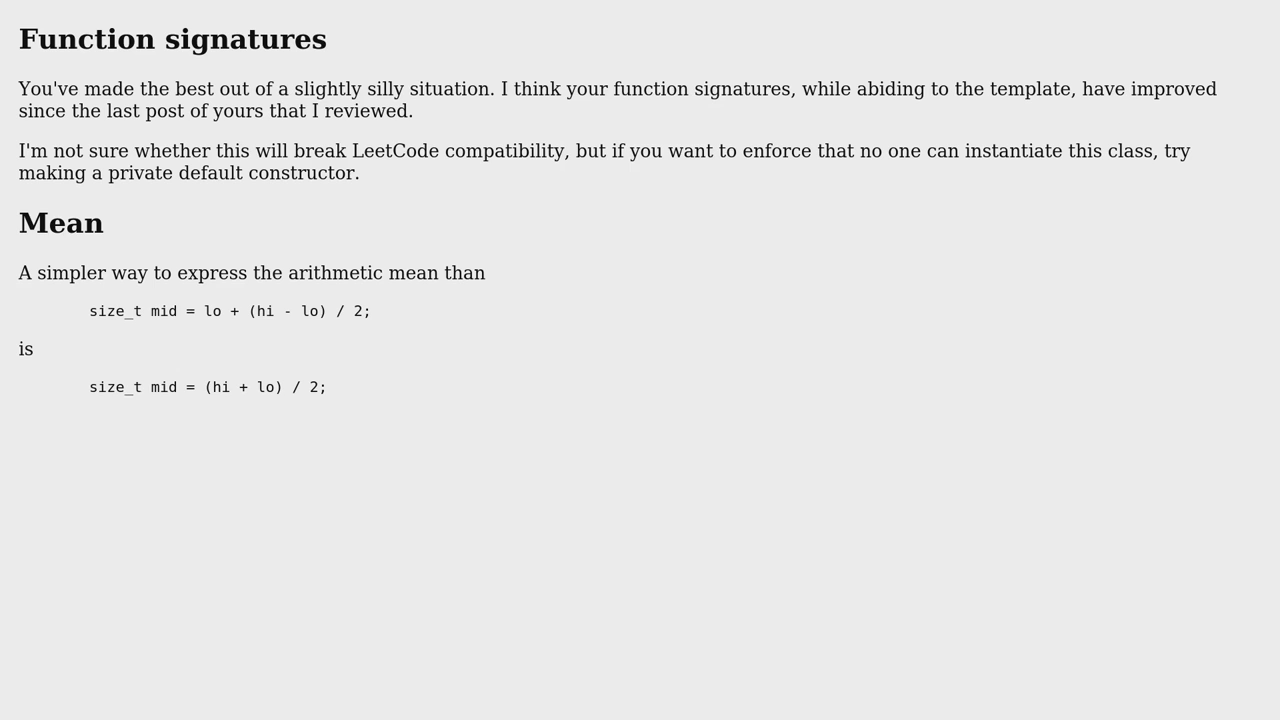 Function signatures
You've made the best out of a slightly silly situation. I think your function signatures, while abiding to the template, have improved
since the last post of yours that I reviewed.
I'm not sure whether this will break LeetCode compatibility, but if you want to enforce that no one can instantiate this class, try
making a private default constructor.
Mean
A simpler way to express the arithmetic mean than
size_t mid = lo + (hi - lo) / 2;
is
size_t mid = (hi + lo) / 2;